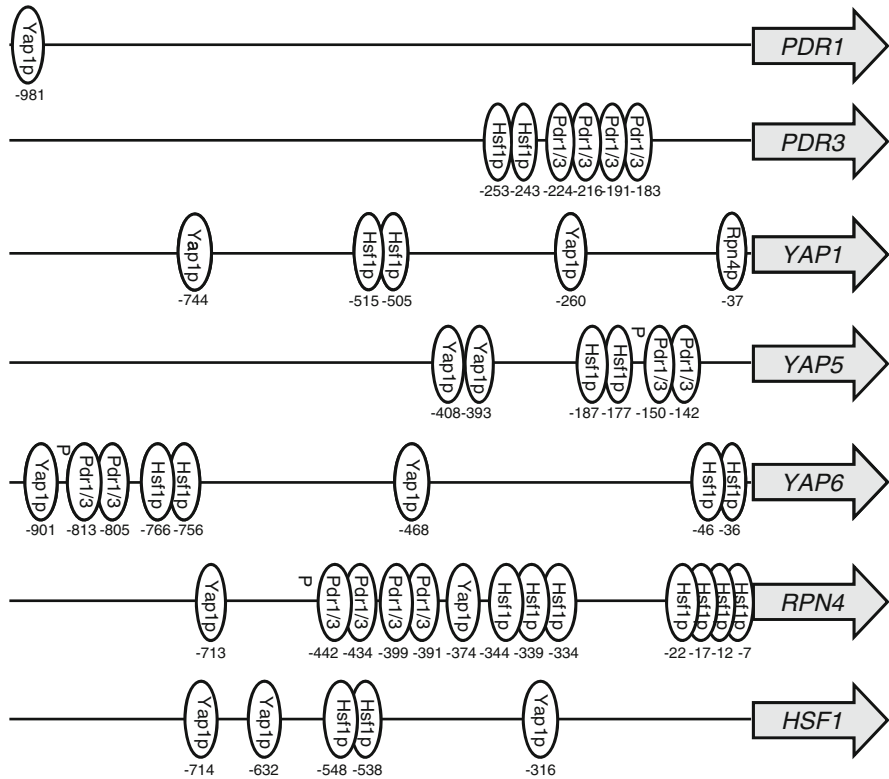 Yap1p PDR1
-981
Hsf1p Hsf1p Pdr1/3 Pdr1/3 Pdr1/3 Pdr1/3 PDR3
-253 -243 -224 -216 -191 -183
Yap1p Hsf1p Hsf1p Yap1p Rpn4p YAP1
-744 -515 -505 -260 -37
Yap1p Yap1p Hsf1p Hsf1p P Pdr1/3 Pdr1/3 YAP5
-408 -393 -187 -177 -150 -142
Yap1p P Pdr1/3 Pdr1/3 Hsf1p Hsf1p Yap1p Hsf1p Hsf1p YAP6
-901 -813 -805 -766 -756 -468 -46 -36
Yap1p P Pdr1/3 Pdr1/3 Pdr1/3 Pdr1/3 Yap1p Hsf1p Hsf1p Hsf1p Hsf1p Hsf1p Hsf1p Hsf1p RPN4
-713 -442 -434 -399 -391 -374 -344 -339 -334 -22 -17 -12 -7
Yap1p Yap1p Hsf1p Hsf1p Yap1p HSF1
-714 -632 -548 -538 -316